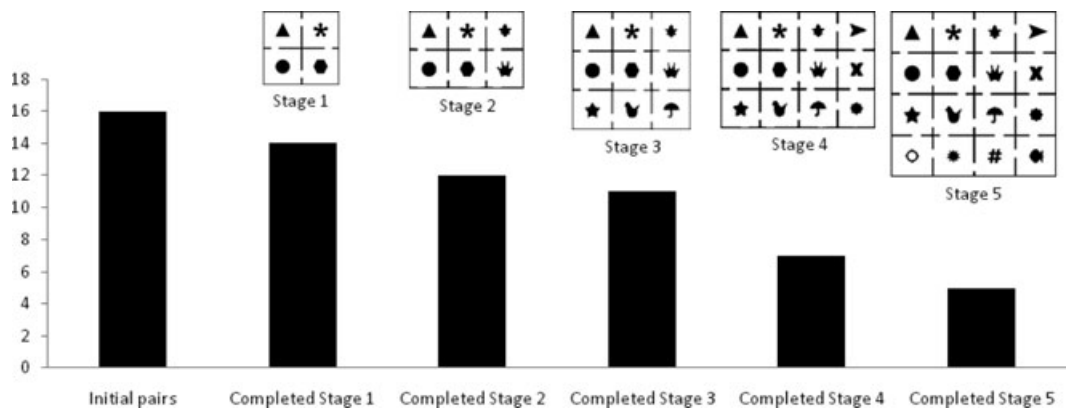 Stage 1
Stage 2
Stage 3
Stage 4
Stage 5
#
18
16
14
12
10
8
6
4
2
0
Initial pairs
Completed Stage 1
Completed Stage 2
Completed Stage 3
Completed Stage 4
Completed Stage 5